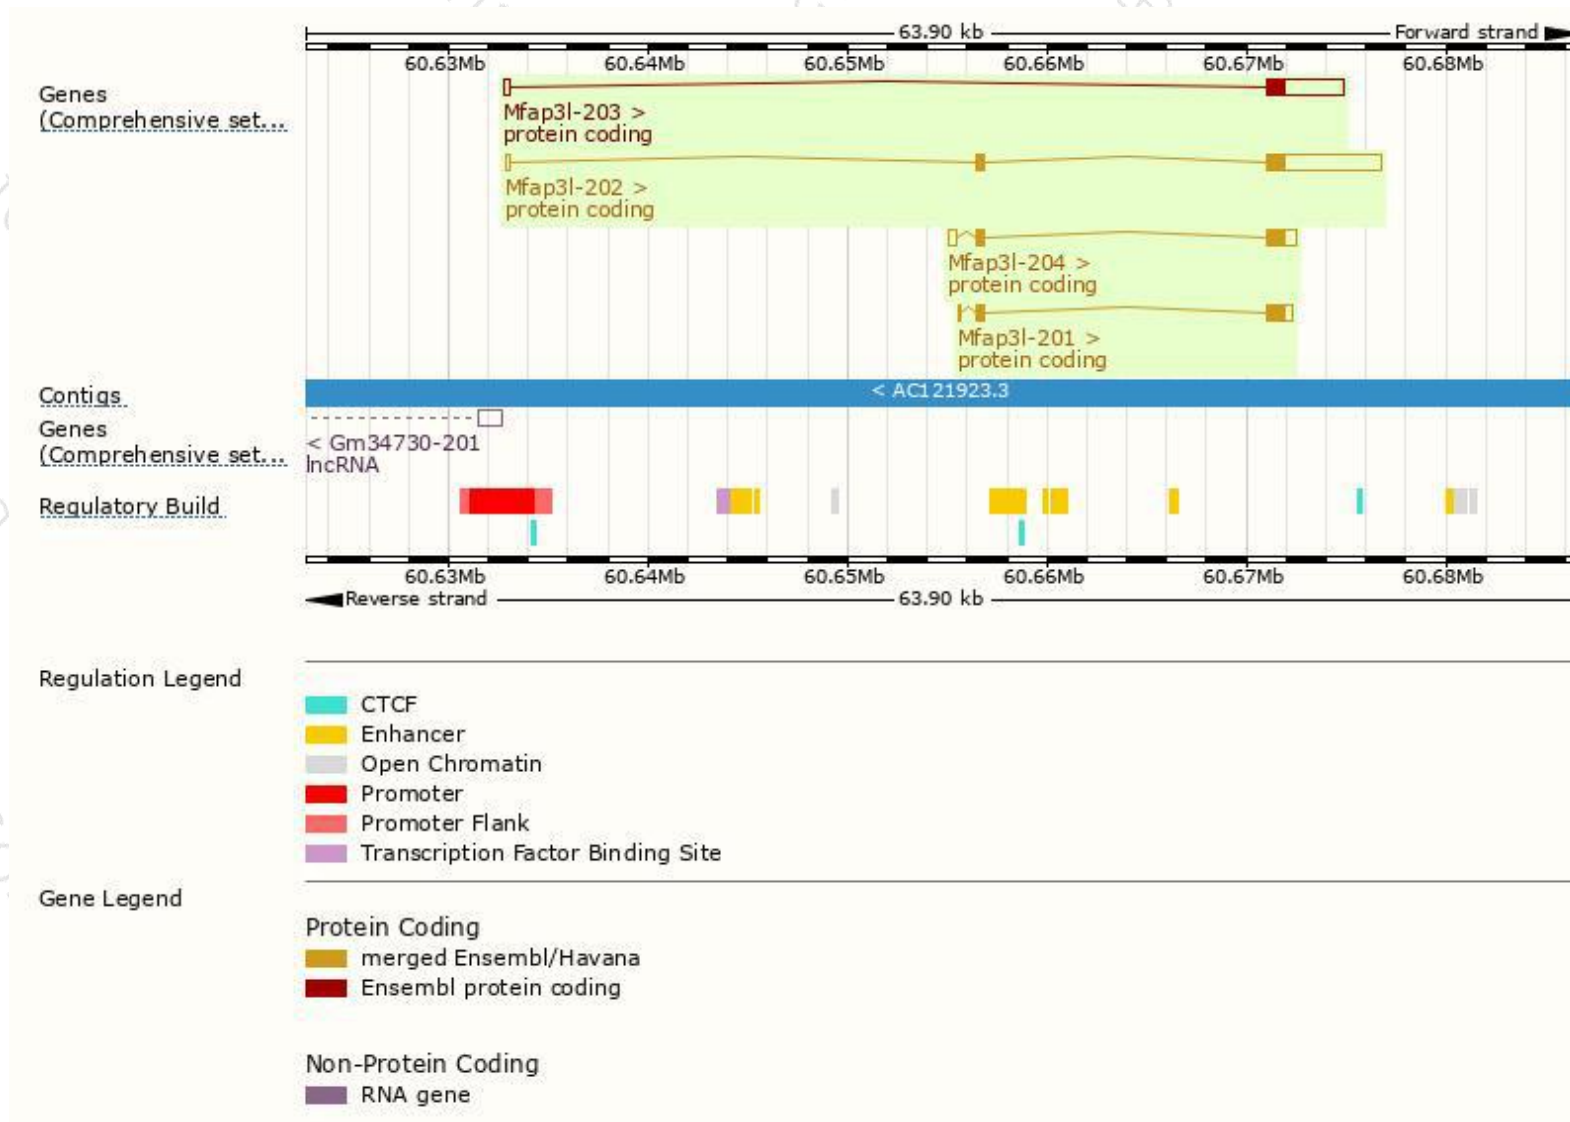 63.90 kb Forward strand
60.63Mb 60.64Mb 60.65Mb 60.66Mb 60.67Mb 60.68Mb
Genes
(Comprehensive set...
Mfap3l-203 >
protein coding
Mfap3l-202 >
protein coding
Mfap3l-204 >
protein coding
Mfap3l-201 >
protein coding
Contigs
< AC121923.3
Genes
(Comprehensive set...
< Gm34730-201
lncRNA
Regulatory Build
60.63Mb 60.64Mb 60.65Mb 60.66Mb 60.67Mb 60.68Mb
Reverse strand 63.90 kb
Regulation Legend
CTCF
Enhancer
Open Chromatin
Promoter
Promoter Flank
Transcription Factor Binding Site
Gene Legend
Protein Coding
merged Ensembl/Havana
Ensembl protein coding
Non-Protein Coding
RNA gene